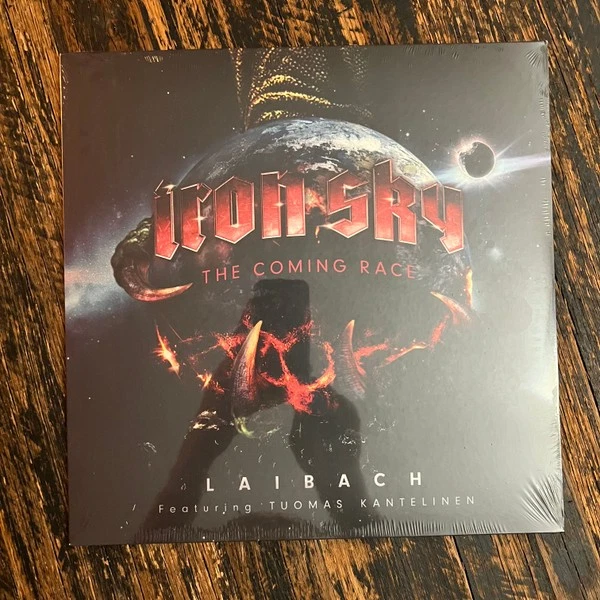 iron sky
THE COMING RACE
LAIBACH
Featuring TUOMAS KANTELINEN